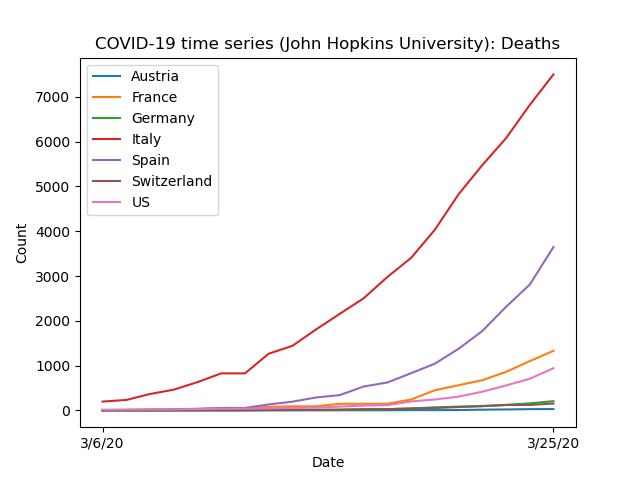 COVID-19 time series (John Hopkins University): Deaths
Austria
France
Germany
Italy
Spain
Switzerland
US
7000
6000
5000
4000
3000
2000
1000
0
Count
3/6/20
3/25/20
Date